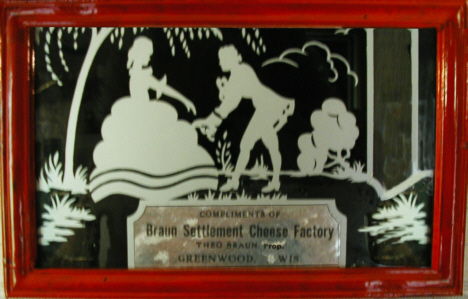 COMPLIMENTS OF
Braun Settlement Cheese Factory
THEO BRAUN, Prop.
GREENWOOD, WIS.